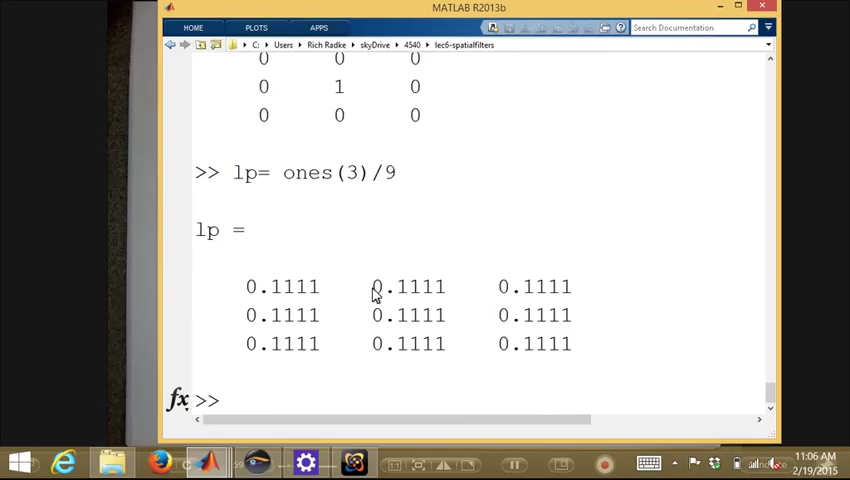 MATLAB R2013b
HOME PLOTS APPS Search Documentation
C: Users Rich Radke skyDrive 4540 lec6-spatialfilters
0 0 0
0 1 0
0 0 0
>> lp= ones(3)/9
lp =
0.1111 0.1111 0.1111
0.1111 0.1111 0.1111
0.1111 0.1111 0.1111
fx >>
11:06 AM
2/19/2015